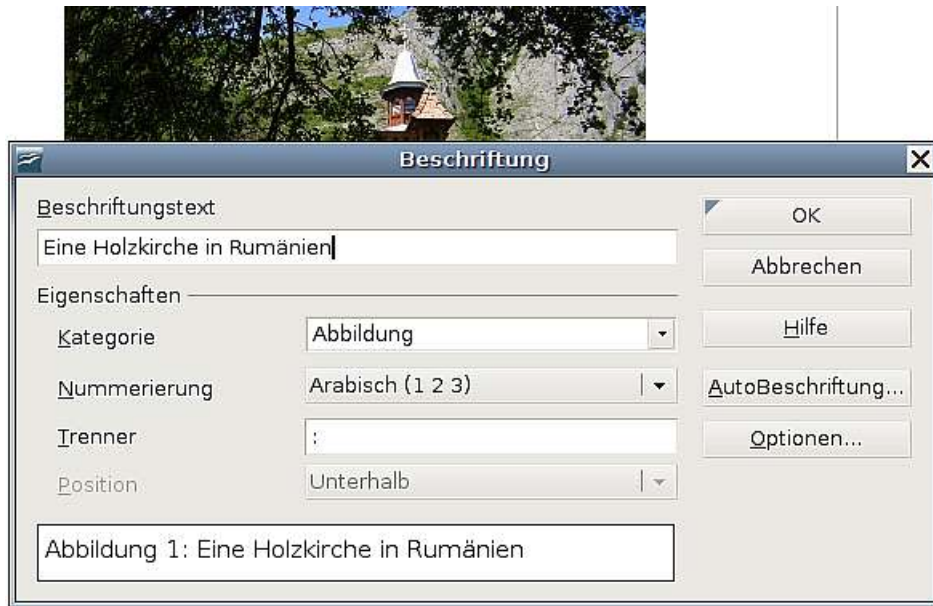 Beschriftung
Beschriftungstext
Eine Holzkirche in Rumänien
Eigenschaften
Kategorie
Abbildung
Nummerierung
Arabisch (1 2 3)
Trenner
:
Position
Unterhalb
Abbildung 1: Eine Holzkirche in Rumänien
OK
Abbrechen
Hilfe
AutoBeschriftung...
Optionen...